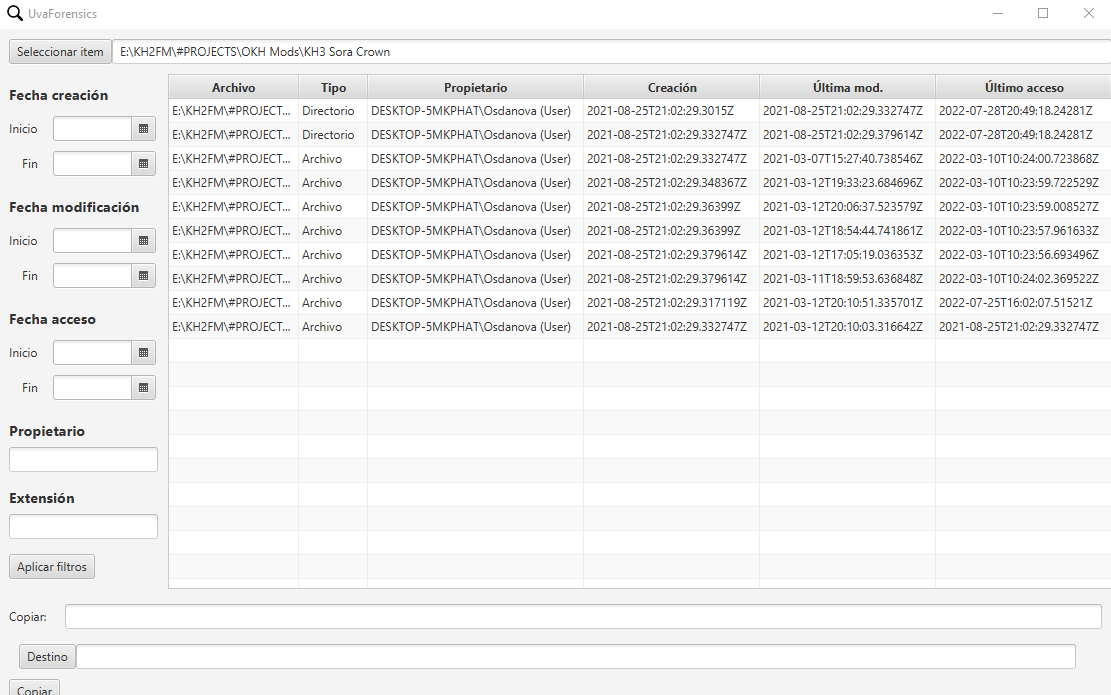 UvaForensics
Seleccionar item E:\KH2FM\#PROJECTS\OKH Mods\KH3 Sora Crown
Fecha creación
Inicio
Fin
Fecha modificación
Inicio
Fin
Fecha acceso
Inicio
Fin
Propietario
Extensión
Aplicar filtros
Archivo Tipo Propietario Creación Última mod. Último acceso
E:\KH2FM\#PROJECT... Directorio DESKTOP-5MKPHAT\Osdanova (User) 2021-08-25T21:02:29.3015Z 2021-08-25T21:02:29.332747Z 2022-07-28T20:49:18.24281Z
E:\KH2FM\#PROJECT... Directorio DESKTOP-5MKPHAT\Osdanova (User) 2021-08-25T21:02:29.332747Z 2021-08-25T21:02:29.379614Z 2022-07-28T20:49:18.24281Z
E:\KH2FM\#PROJECT... Archivo DESKTOP-5MKPHAT\Osdanova (User) 2021-08-25T21:02:29.332747Z 2021-03-07T15:27:40.738546Z 2022-03-10T10:24:00.723868Z
E:\KH2FM\#PROJECT... Archivo DESKTOP-5MKPHAT\Osdanova (User) 2021-08-25T21:02:29.348367Z 2021-03-12T19:33:23.684696Z 2022-03-10T10:23:59.722529Z
E:\KH2FM\#PROJECT... Archivo DESKTOP-5MKPHAT\Osdanova (User) 2021-08-25T21:02:29.36399Z 2021-03-12T20:06:37.523579Z 2022-03-10T10:23:59.008527Z
E:\KH2FM\#PROJECT... Archivo DESKTOP-5MKPHAT\Osdanova (User) 2021-08-25T21:02:29.36399Z 2021-03-12T18:54:44.741861Z 2022-03-10T10:23:57.961633Z
E:\KH2FM\#PROJECT... Archivo DESKTOP-5MKPHAT\Osdanova (User) 2021-08-25T21:02:29.379614Z 2021-03-12T17:05:19.036353Z 2022-03-10T10:23:56.693496Z
E:\KH2FM\#PROJECT... Archivo DESKTOP-5MKPHAT\Osdanova (User) 2021-08-25T21:02:29.379614Z 2021-03-11T18:59:53.636848Z 2022-03-10T10:24:02.369522Z
E:\KH2FM\#PROJECT... Archivo DESKTOP-5MKPHAT\Osdanova (User) 2021-08-25T21:02:29.317119Z 2021-03-12T20:10:51.335701Z 2022-07-25T16:02:07.51521Z
E:\KH2FM\#PROJECT... Archivo DESKTOP-5MKPHAT\Osdanova (User) 2021-08-25T21:02:29.332747Z 2021-03-12T20:10:03.316642Z 2021-08-25T21:02:29.332747Z
Copiar:
Destino
Copiar